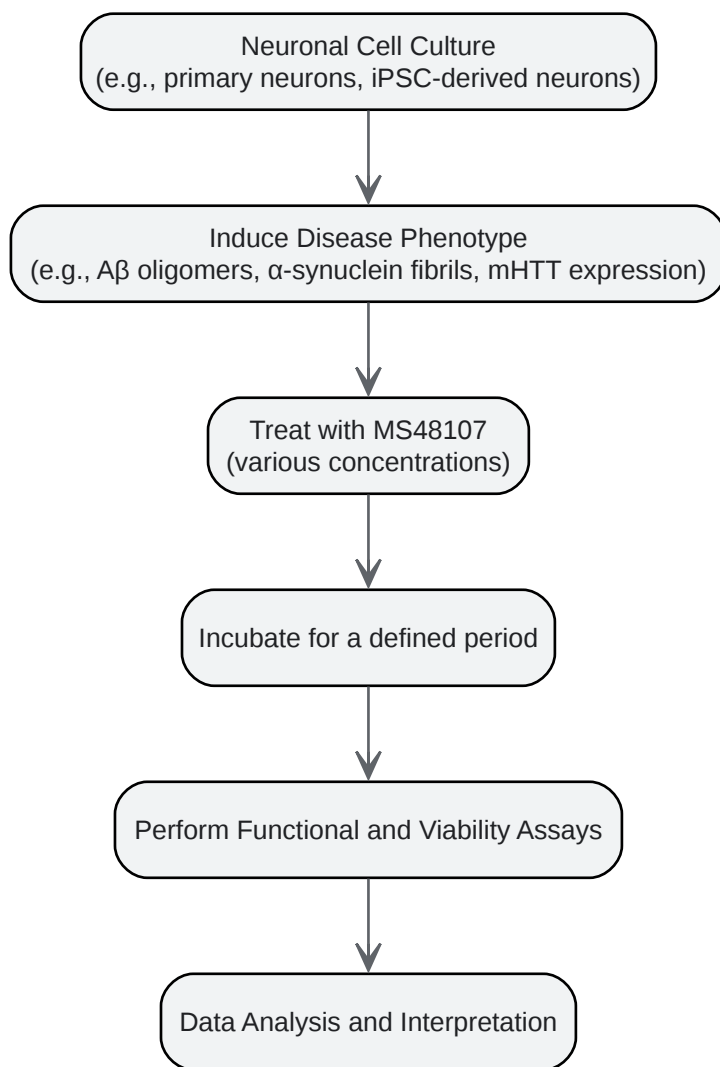 Neuronal Cell Culture
(e.g., primary neurons, iPSC-derived neurons)
Induce Disease Phenotype
(e.g., Aβ oligomers, α-synuclein fibrils, mHTT expression)
Treat with MS48107
(various concentrations)
Incubate for a defined period
Perform Functional and Viability Assays
Data Analysis and Interpretation